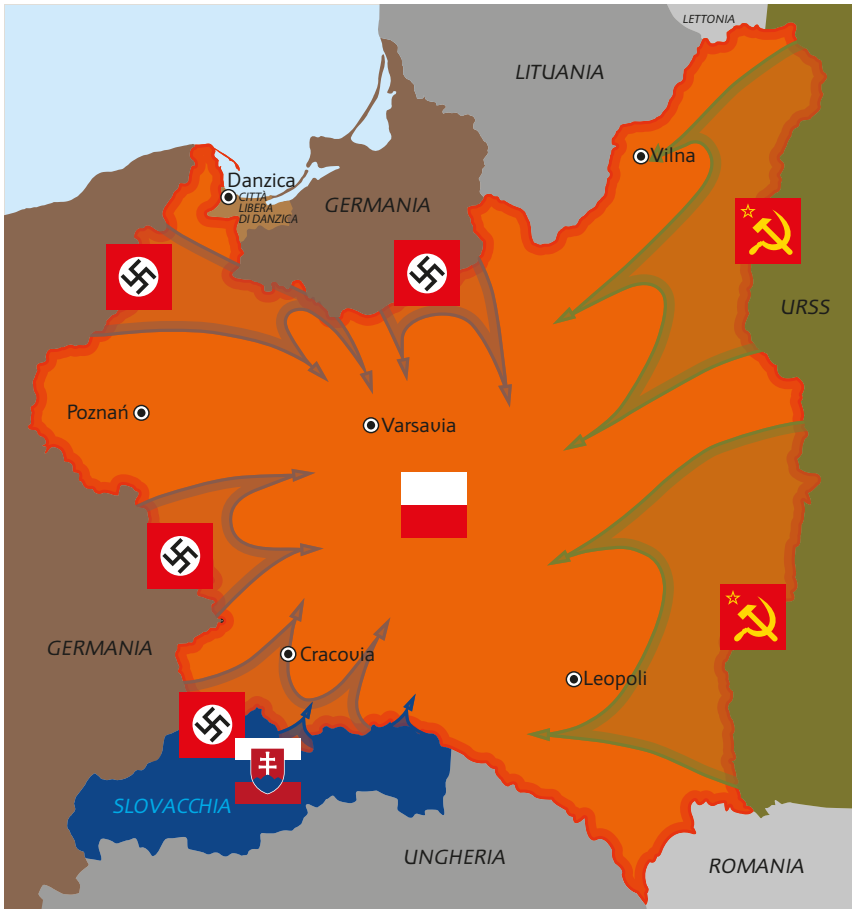 LETTONIA
LITUANIA
Vilna
Danzica
CITTÀ
LIBERA
DI DANZICA
GERMANIA
URSS
Poznań
Varsavia
GERMANIA
Cracovia
Leopoli
SLOVACCHIA
UNGHERIA
ROMANIA